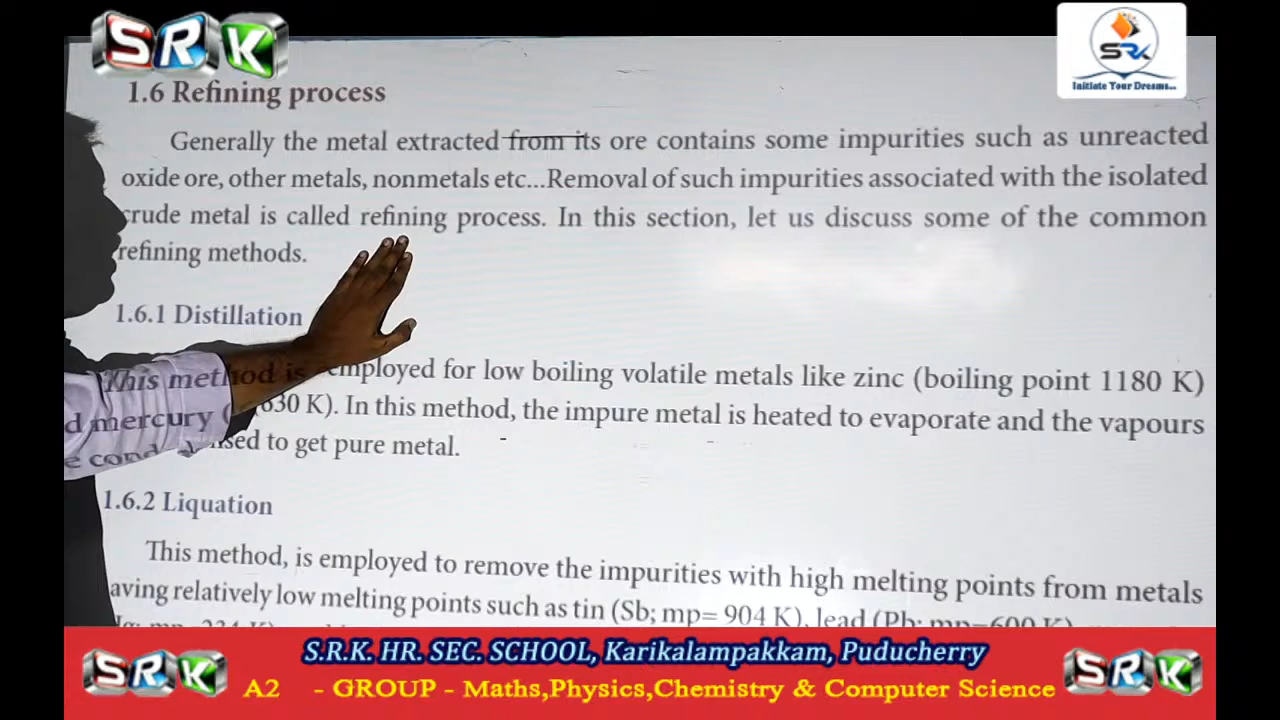 SRK
SRK
Initiate Your Dreams...
1.6 Refining process
Generally the metal extracted from its ore contains some impurities such as unreacted
oxide ore, other metals, nonmetals etc...Removal of such impurities associated with the isolated
crude metal is called refining process. In this section, let us discuss some of the common
refining methods.
1.6.1 Distillation
This method is employed for low boiling volatile metals like zinc (boiling point 1180 K)
d mercury ( 630 K). In this method, the impure metal is heated to evaporate and the vapours
e condensed to get pure metal.
1.6.2 Liquation
This method, is employed to remove the impurities with high melting points from metals
aving relatively low melting points such as tin (Sb; mp= 904 K), lead (Pb; mp=600 K),
S.R.K. HR. SEC. SCHOOL, Karikalampakkam, Puducherry
SRK
A2 - GROUP - Maths,Physics,Chemistry & Computer Science
SRK